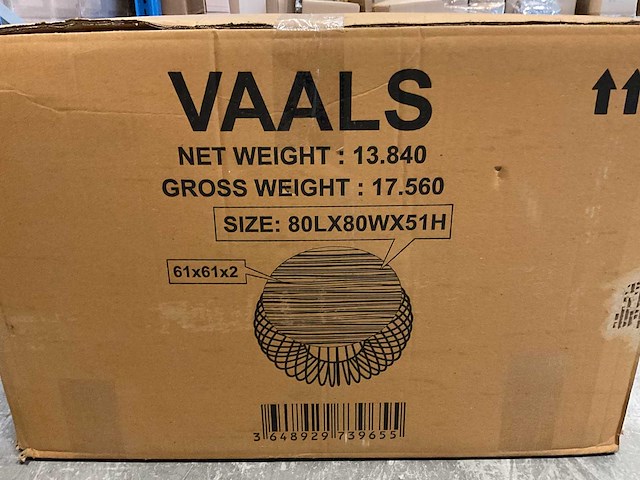 VAALS
NET WEIGHT : 13.840
GROSS WEIGHT : 17.560
SIZE: 80LX80WX51H
61x61x2
3 648929 739655